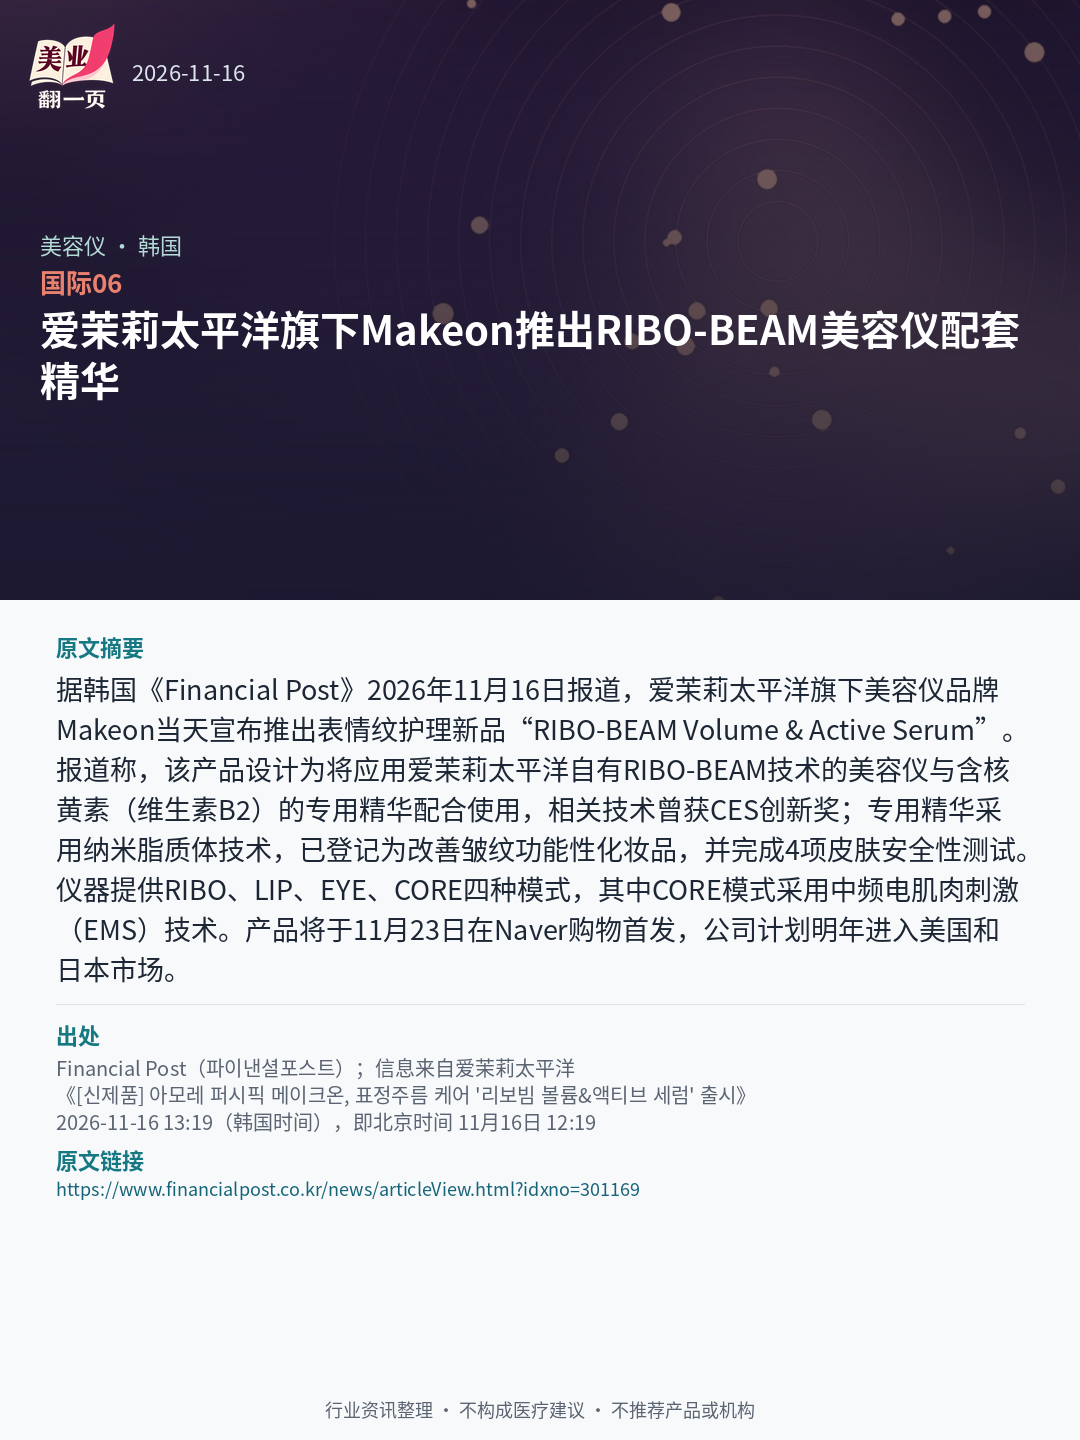 美业
翻一页
2026-11-16
美容仪 · 韩国
国际06
爱茉莉太平洋旗下Makeon推出RIBO-BEAM美容仪配套
精华
原文摘要
据韩国《Financial Post》2026年11月16日报道，爱茉莉太平洋旗下美容仪品牌
Makeon当天宣布推出表情纹护理新品“RIBO-BEAM Volume & Active Serum”。
报道称，该产品设计为将应用爱茉莉太平洋自有RIBO-BEAM技术的美容仪与含核
黄素（维生素B2）的专用精华配合使用，相关技术曾获CES创新奖；专用精华采
用纳米脂质体技术，已登记为改善皱纹功能性化妆品，并完成4项皮肤安全性测试。
仪器提供RIBO、LIP、EYE、CORE四种模式，其中CORE模式采用中频电肌肉刺激
（EMS）技术。产品将于11月23日在Naver购物首发，公司计划明年进入美国和
日本市场。
出处
Financial Post（파이낸셜포스트）；信息来自爱茉莉太平洋
《[신제품] 아모레 퍼시픽 메이크온, 표정주름 케어 '리보빔 볼륨&액티브 세럼' 출시》
2026-11-16 13:19（韩国时间），即北京时间 11月16日 12:19
原文链接
https://www.financialpost.co.kr/news/articleView.html?idxno=301169
行业资讯整理 · 不构成医疗建议 · 不推荐产品或机构